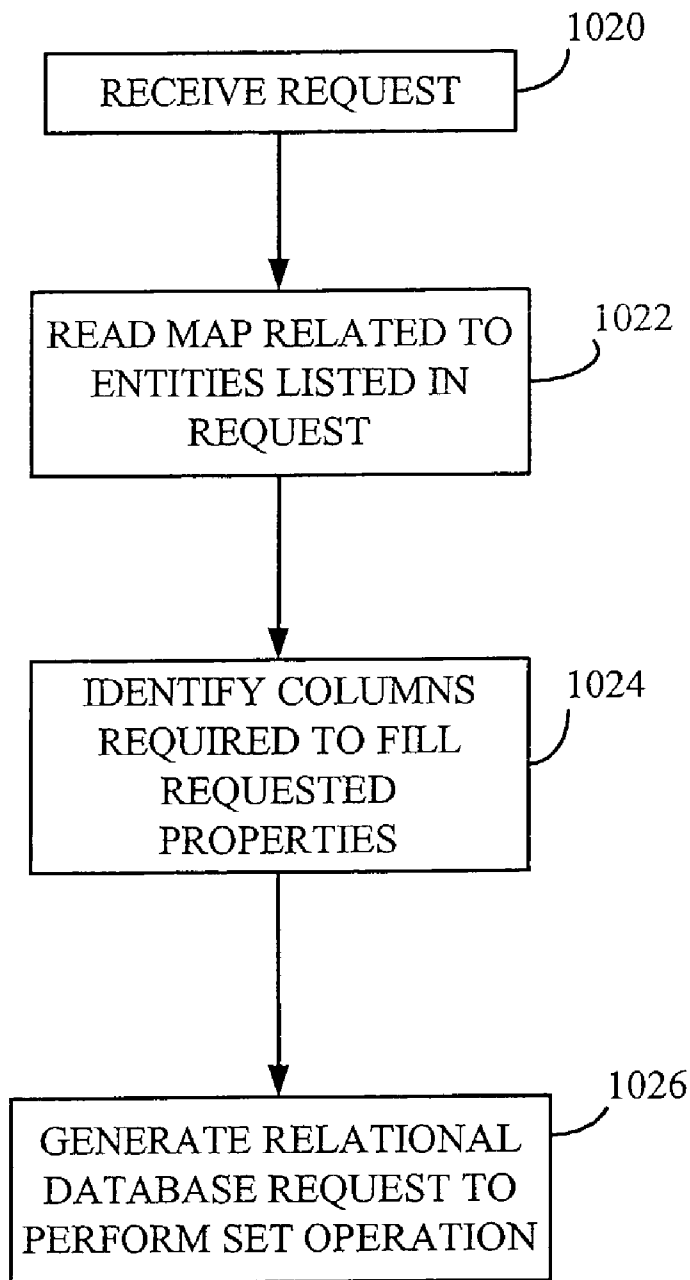 1020
RECEIVE REQUEST
1022
READ MAP RELATED TO
ENTITIES LISTED IN
REQUEST
1024
IDENTIFY COLUMNS
REQUIRED TO FILL
REQUESTED
PROPERTIES
1026
GENERATE RELATIONAL
DATABASE REQUEST TO
PERFORM SET OPERATION